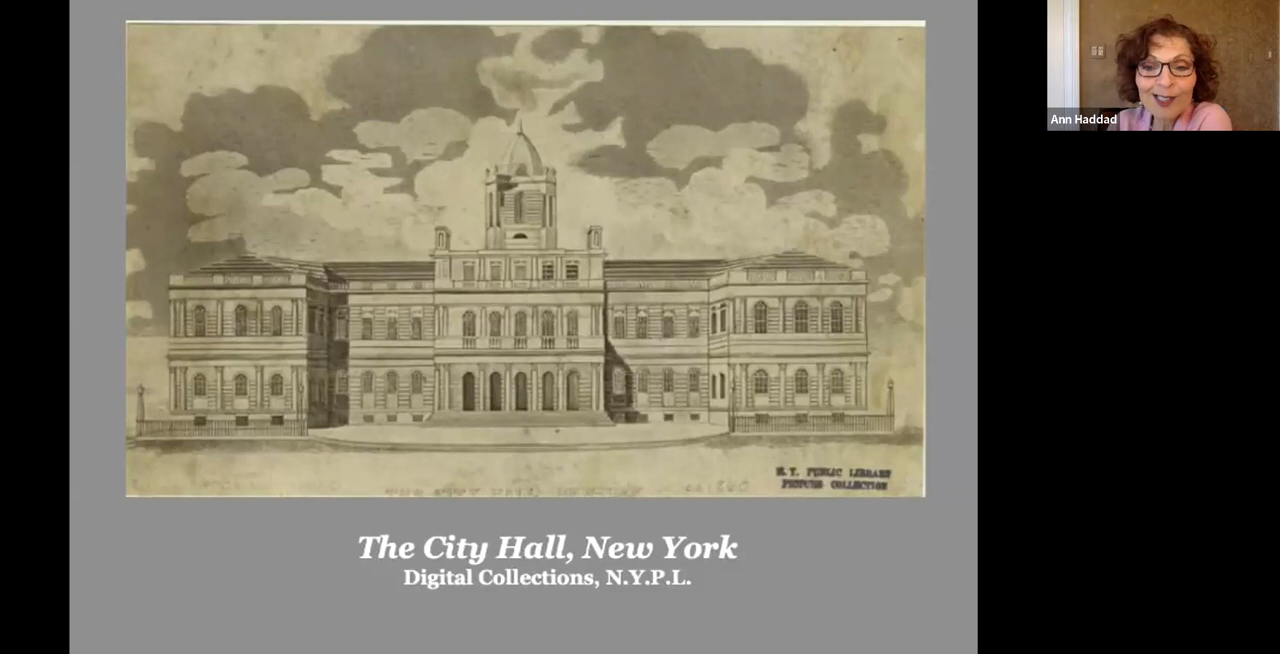 N. Y. PUBLIC LIBRARY
PICTURE COLLECTION
The City Hall, New York
Digital Collections, N.Y.P.L.
Ann Haddad